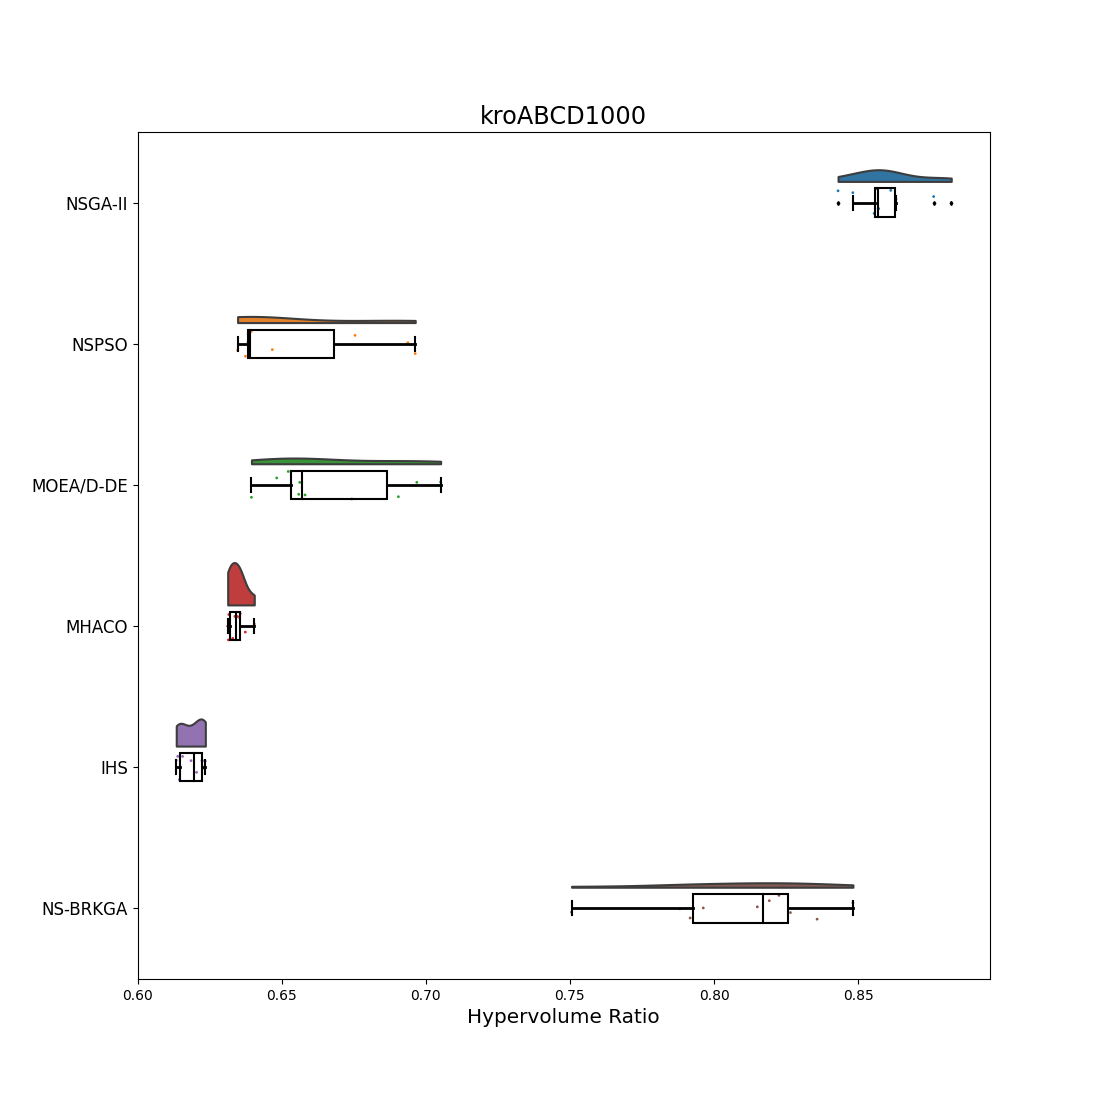 kroABCD1000
NSGA-II
NSPSO
MOEA/D-DE
MHACO
IHS
NS-BRKGA
0.60 0.65 0.70 0.75 0.80 0.85
Hypervolume Ratio